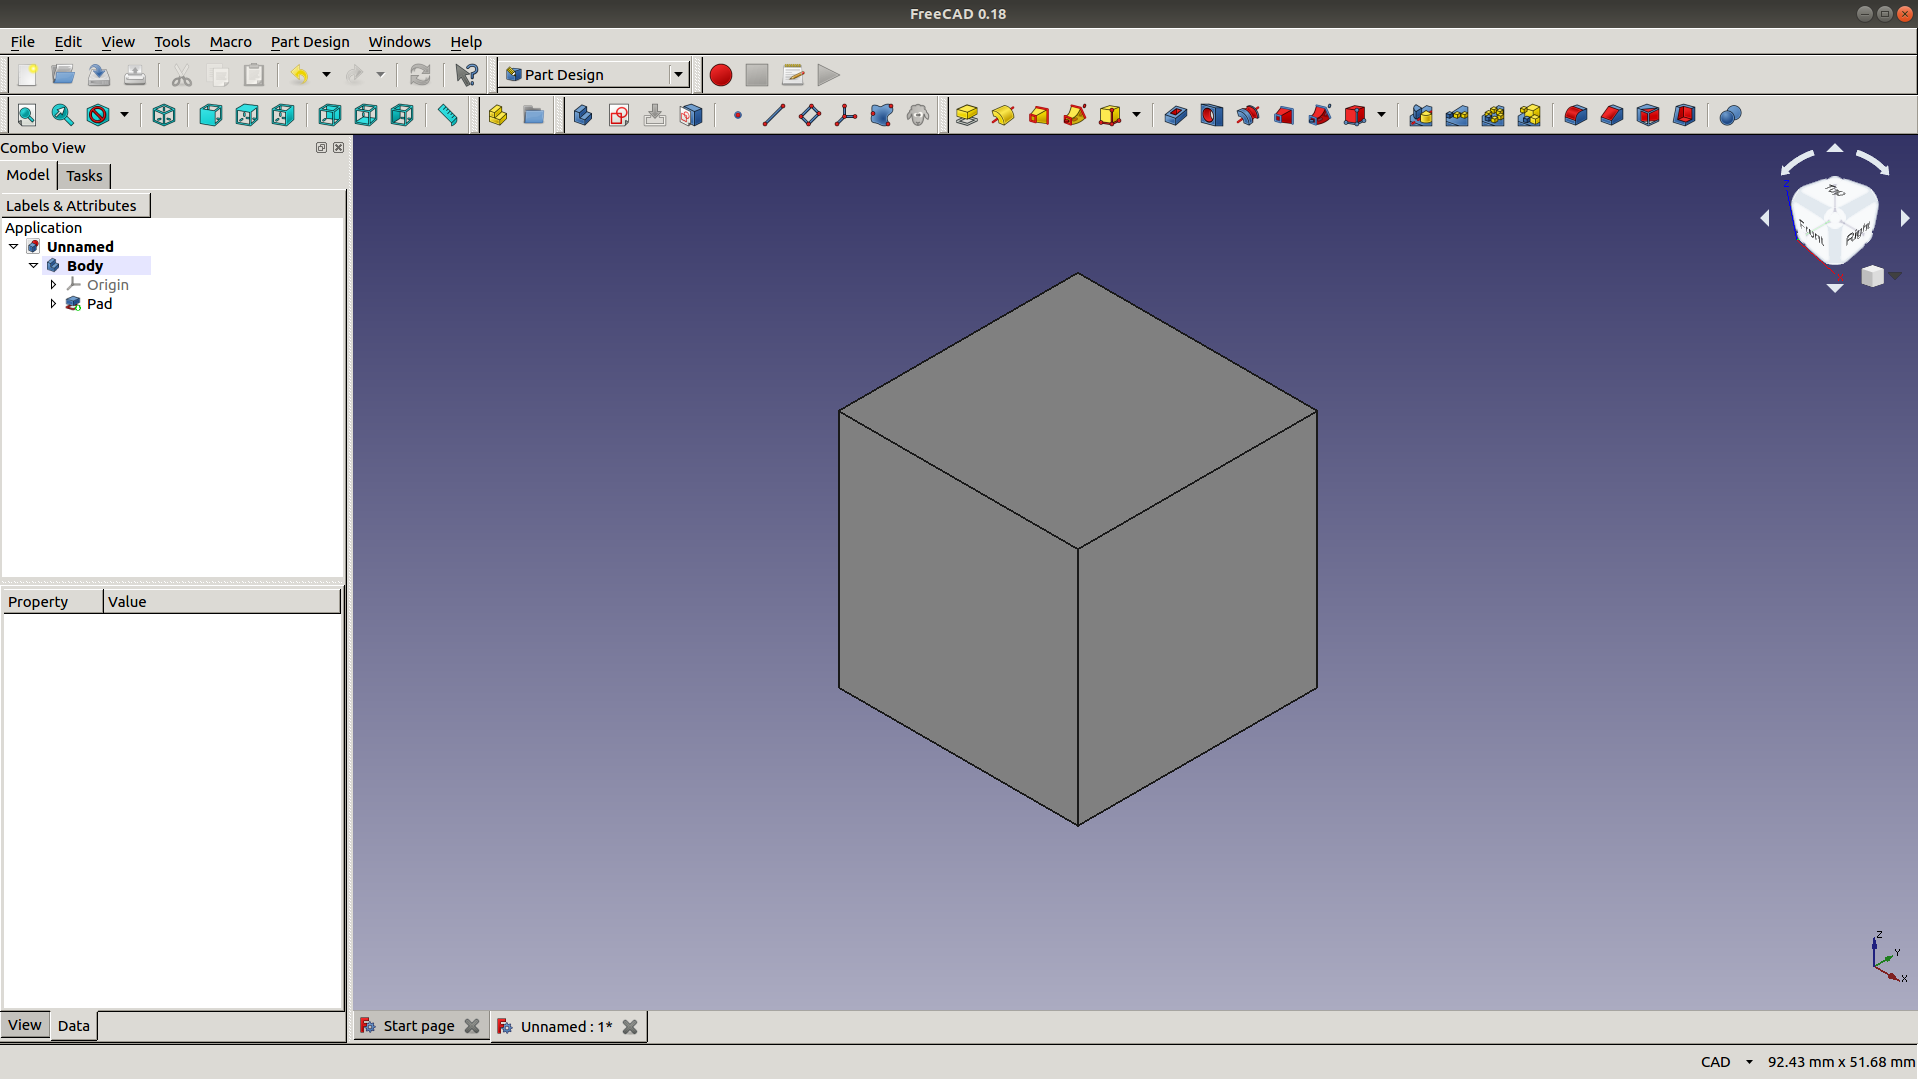 FreeCAD 0.18
File Edit View Tools Macro Part Design Windows Help
Part Design
Combo View
Model Tasks
Labels & Attributes
Application
Unnamed
Body
Origin
Pad
Property Value
View Data
Top
Front Right
Z
Z
Y
X
Start page Unnamed : 1*
CAD 92.43 mm x 51.68 mm